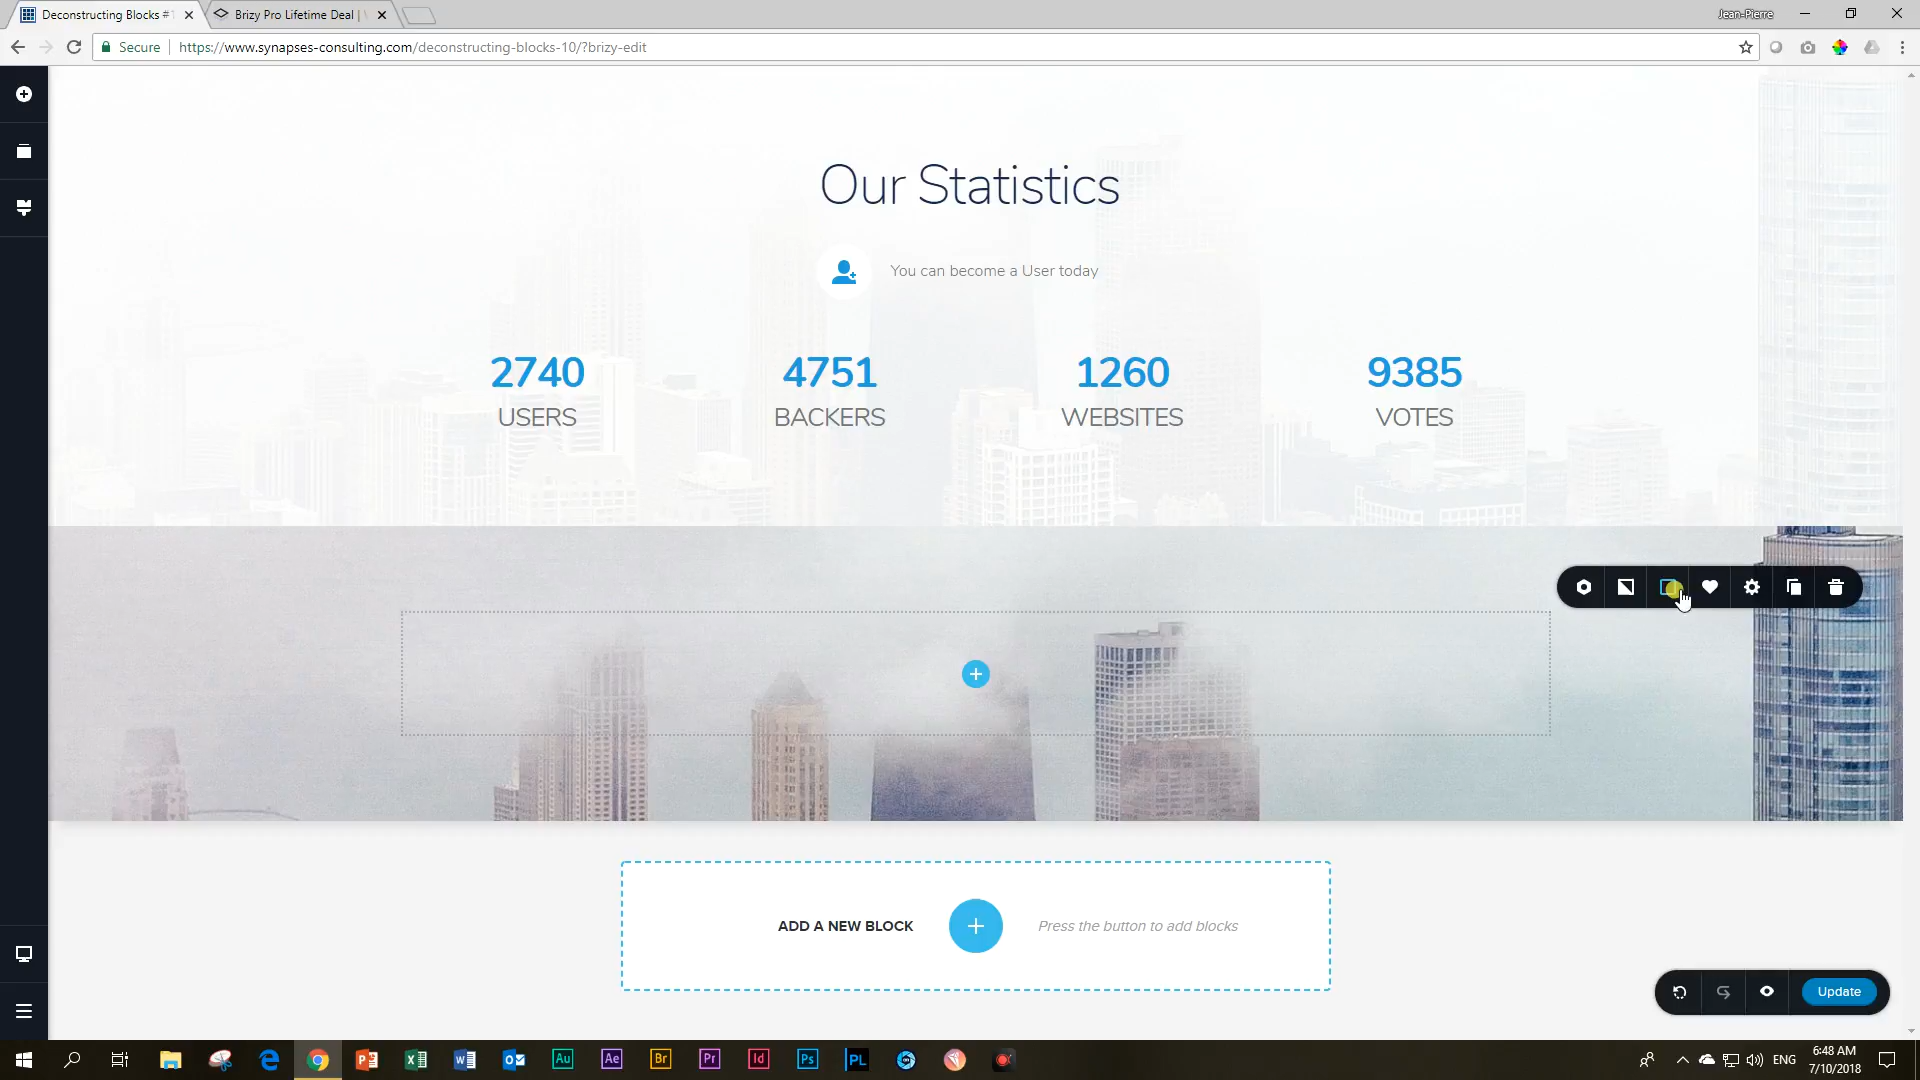 Deconstructing Blocks #
Brizy Pro Lifetime Deal |
Jean-Pierre
Secure
https://www.synapses-consulting.com/deconstructing-blocks-10/?brizy-edit
Our Statistics
You can become a User today
2740
4751
1260
9385
USERS
BACKERS
WEBSITES
VOTES
ADD A NEW BLOCK
Press the button to add blocks
Update
Au
Ae
Br
Pr
Id
Ps
PL
ENG
6:48 AM
7/10/2018